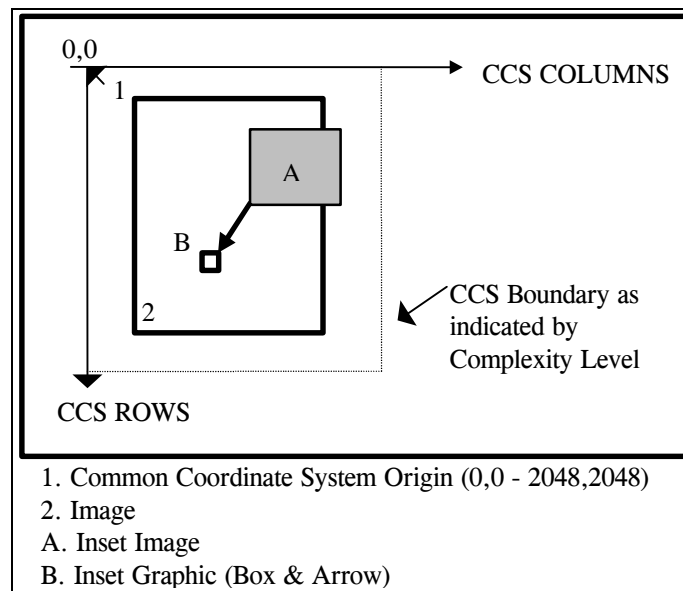 0,0
CCS COLUMNS
1
A
B
2
CCS Boundary as
indicated by
Complexity Level
CCS ROWS
1. Common Coordinate System Origin (0,0 - 2048,2048)
2. Image
A. Inset Image
B. Inset Graphic (Box & Arrow)